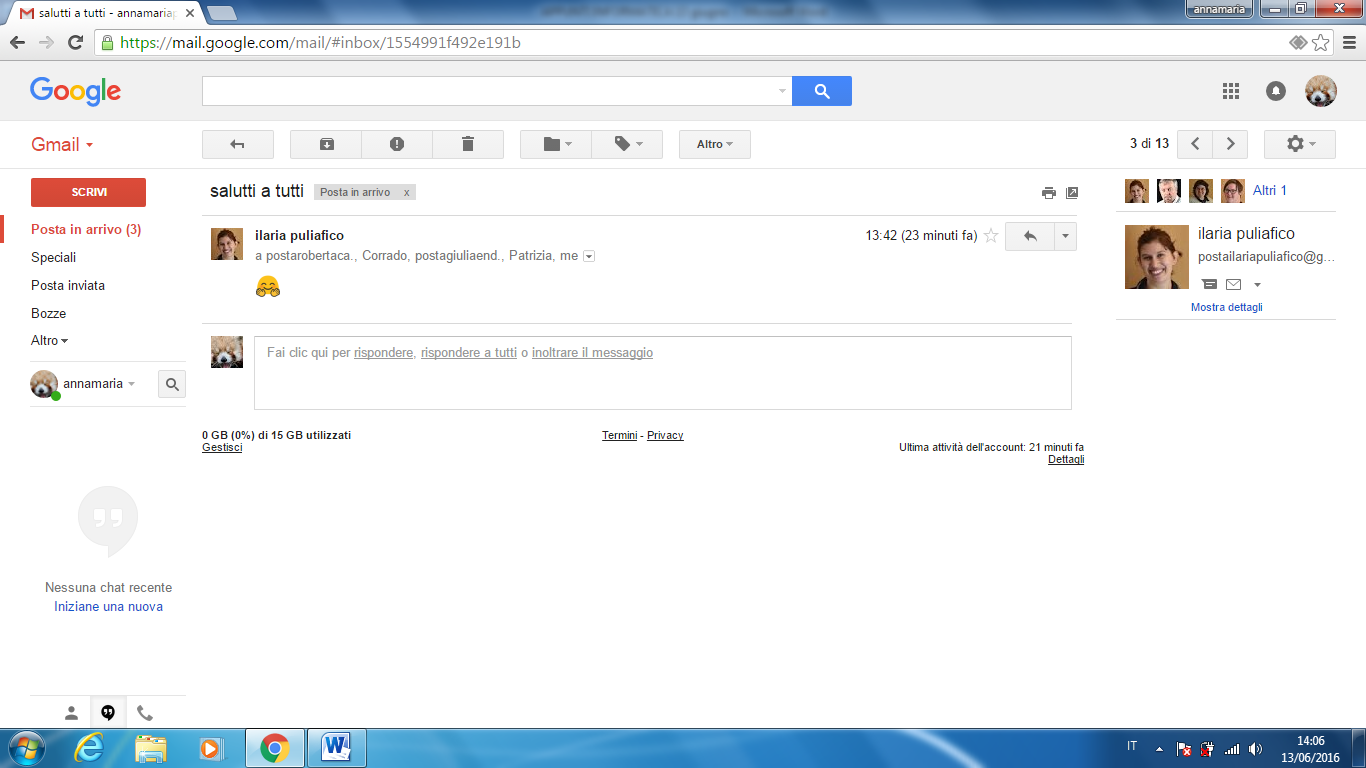 salutti a tutti - annamariap
annamaria
https://mail.google.com/mail/#inbox/1554991f492e191b
Google
Gmail
Altro
3 di 13
SCRIVI
Posta in arrivo (3)
Speciali
Posta inviata
Bozze
Altro
annamaria
Nessuna chat recente
Iniziane una nuova
salutti a tutti Posta in arrivo x
ilaria puliafico
13:42 (23 minuti fa)
a postarobertaca., Corrado, postagiuliaend., Patrizia, me
Fai clic qui per rispondere, rispondere a tutti o inoltrare il messaggio
0 GB (0%) di 15 GB utilizzati
Gestisci
Termini - Privacy
Ultima attività dell'account: 21 minuti fa
Dettagli
Altri 1
ilaria puliafico
postailariapuliafico@g...
Mostra dettagli
IT
14:06
13/06/2016